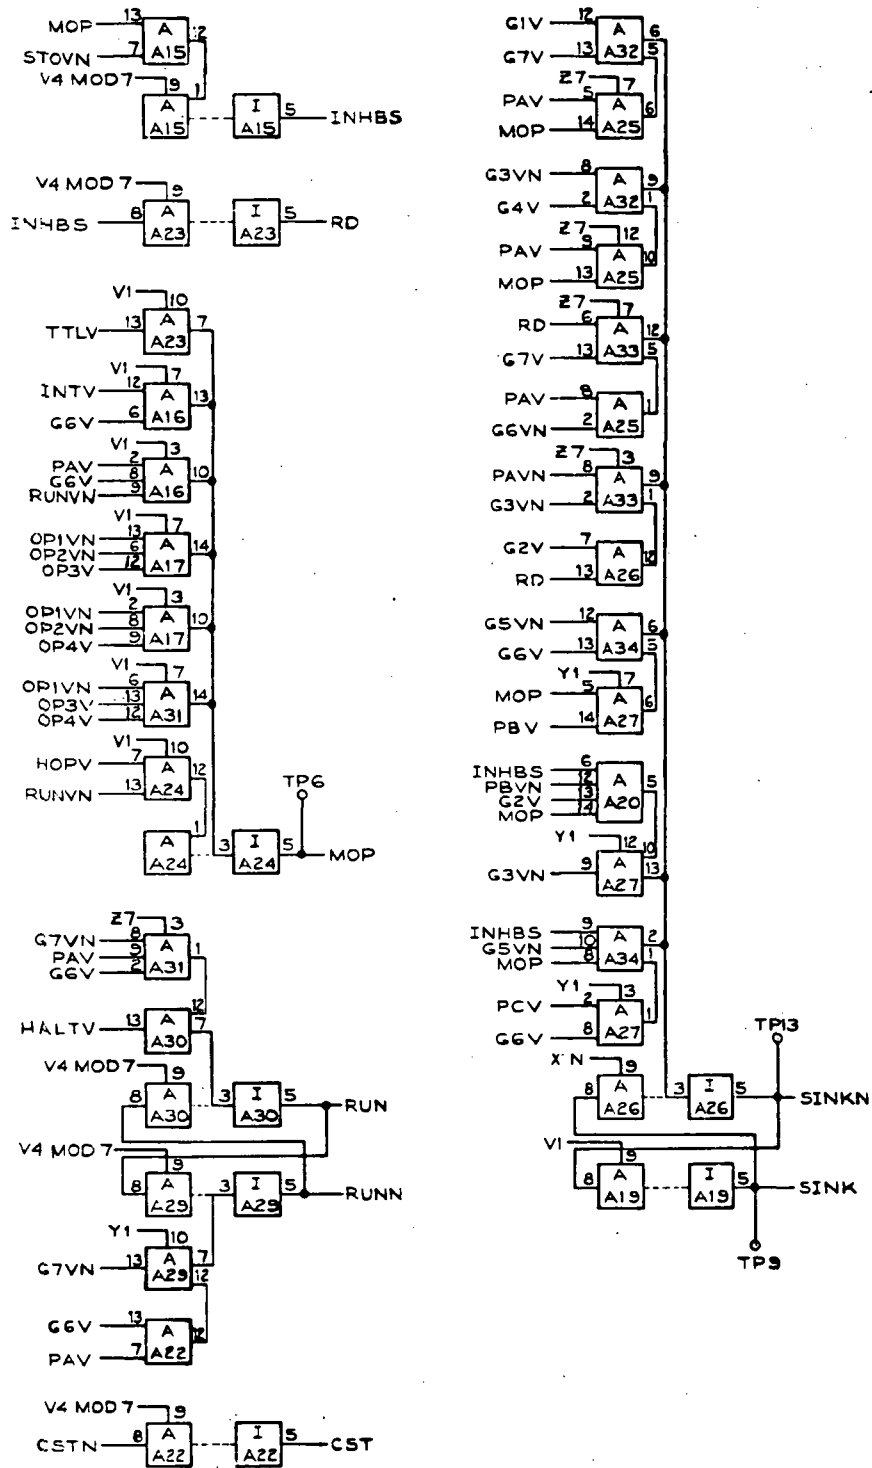 MOP 13 A 12
STOVN 7 A15
V4 MOD 7 9 1
A I 5 INHBS
A15 A15
V4 MOD 7 9
INHBS 8 A I 5 RD
A23 A23
V1 10
TTLV 13 A 7
A23
V1 7
INTV 12 A 13
G6V 6 A16
V1 3
PAV 2 A 10
G6V 8
RUNVN 9 A16
V1 7
OP1VN 13 A 14
OP2VN 6
OP3V 12 A17
V1 3
OP1VN 2 A 10
OP2VN 8
OP4V 9 A17
V1 7
OP1VN 6 A 14
OP3V 13
OP4V 12 A31
V1 10
HOPV 7 A 12
RUNVN 13 A24
TP6
1
A 3 I 5 MOP
A24 A24
Z7 3
G7VN 8 A 1
PAV 9
G6V 2 A31
12
HALTV 13 A 7
A30
V4 MOD 7 9
8 A 3 I 5 RUN
A30 A30
V4 MOD 7 9
8 A 3 I 5 RUNN
A29 A29
Y1 10
G7VN 13 A 7
A29 12
G6V 13 A 12
PAV 7 A22
V4 MOD 7 9
CSTN 8 A I 5 CST
A22 A22
G1V 12 A 6
G7V 13 A32 5
Z7 7
PAV 5 A 6
MOP 14 A25
G3VN 8 A 9
G4V 2 A32 1
Z7 12
PAV 9 A 10
MOP 13 A25
Z7 7
RD 6 A 12
G7V 13 A33 5
PAV 8 A 1
G6VN 2 A25
Z7 3
PAVN 8 A 9
G3VN 2 A33 1
G2V 7 A 12
RD 13 A26
G5VN 12 A 6
G6V 13 A34 5
Y1 7
MOP 5 A 6
PBV 14 A27
INHBS 6 A 5
PBVN 12
G2V 13 A20
MOP 14
Y1 12 10
G3VN 9 A 13
A27
INHBS 9 A 2
G5VN 10
MOP 8 A34 1
Y1 3
PCV 2 A 1
G6V 8 A27
TP13
9
8 A 3 I 5 SINKN
A26 A26
V1 9
8 A I 5 SINK
A19 A19
TP9